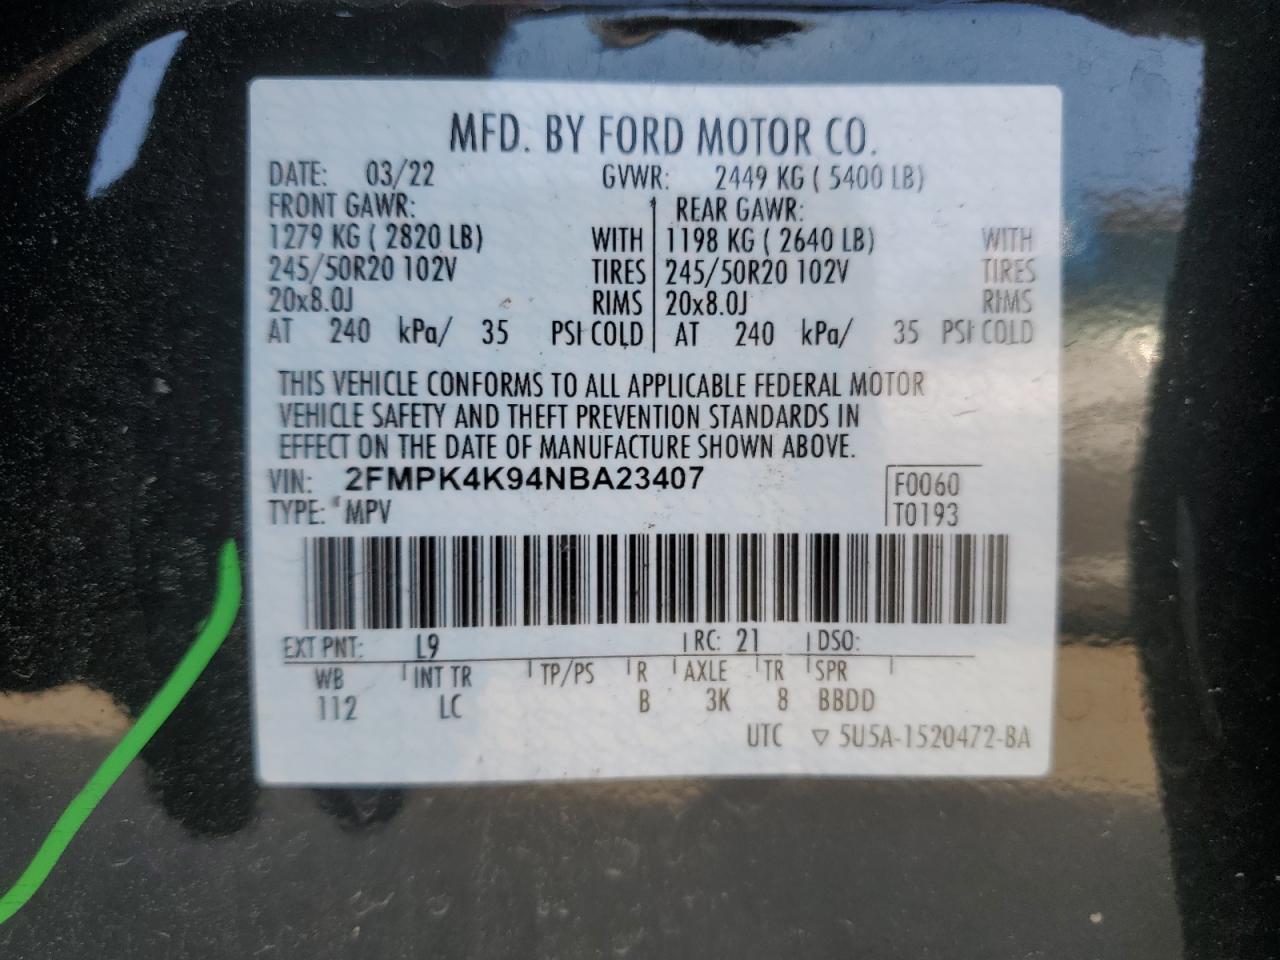 MFD. BY FORD MOTOR CO.
DATE: 03/22 GVWR: 2449 KG ( 5400 LB)
FRONT GAWR: REAR GAWR:
1279 KG ( 2820 LB) WITH 1198 KG ( 2640 LB) WITH
245/50R20 102V TIRES 245/50R20 102V TIRES
20x8.0J RIMS 20x8.0J RIMS
AT 240 kPa/ 35 PSI COLD AT 240 kPa/ 35 PSI COLD
THIS VEHICLE CONFORMS TO ALL APPLICABLE FEDERAL MOTOR
VEHICLE SAFETY AND THEFT PREVENTION STANDARDS IN
EFFECT ON THE DATE OF MANUFACTURE SHOWN ABOVE.
VIN: 2FMPK4K94NBA23407 F0060
TYPE: MPV T0193
EXT PNT: L9 RC: 21 DSO:
WB INT TR TP/PS R AXLE TR SPR
112 LC B 3K 8 BBDD
UTC ▽ 5U5A-1520472-BA